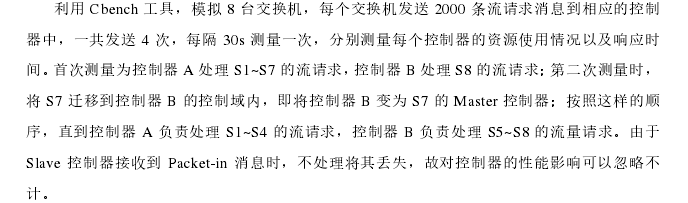 利用 Cbench 工具，模拟 8 台交换机，每个交换机发送 2000 条流请求消息到相应的控制
器中，一共发送 4 次，每隔 30s 测量一次，分别测量每个控制器的资源使用情况以及响应时
间。首次测量为控制器 A 处理 S1~S7 的流请求，控制器 B 处理 S8 的流请求；第二次测量时，
将 S7 迁移到控制器 B 的控制域内，即将控制器 B 变为 S7 的 Master 控制器；按照这样的顺
序，直到控制器 A 负责处理 S1~S4 的流请求，控制器 B 负责处理 S5~S8 的流量请求。由于
Slave 控制器接收到 Packet-in 消息时，不处理将其丢失，故对控制器的性能影响可以忽略不
计。